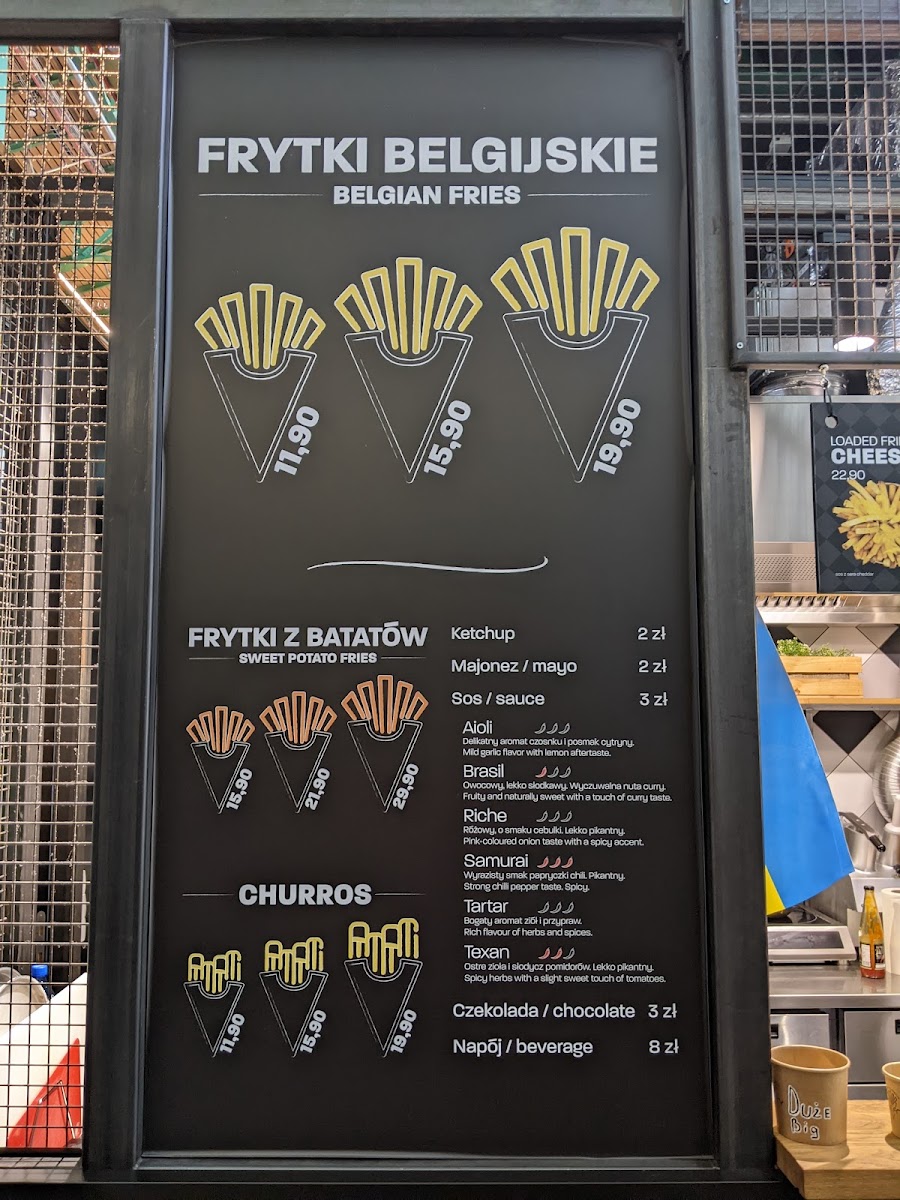 FRYTKI BELGIJSKIE
BELGIAN FRIES
11,90
15,90
19,90
FRYTKI Z BATATÓW
SWEET POTATO FRIES
15,90
21,90
29,90
CHURROS
11,90
15,90
19,90
Ketchup 2 zł
Majonez / mayo 2 zł
Sos / sauce 3 zł
Aioli
Delikatny aromat czosnku i posmak cytryny.
Mild garlic flavor with lemon aftertaste.
Brasil
Owocowy, lekko słodkawy. Wyczuwalna nuta curry.
Fruity and naturally sweet with a touch of curry taste.
Riche
Różowy, o smaku cebulki. Lekko pikantny.
Pink-coloured onion taste with a spicy accent.
Samurai
Wyrazisty smak papryczki chili. Pikantny.
Strong chilli pepper taste. Spicy.
Tartar
Bogaty aromat ziół i przypraw.
Rich flavour of herbs and spices.
Texan
Ostre zioła i słodycz pomidorów. Lekko pikantny.
Spicy herbs with a slight sweet touch of tomatoes.
Czekolada / chocolate 3 zł
Napój / beverage 8 zł
LOADED FRI
CHEES
22,90
DUŻE
Big